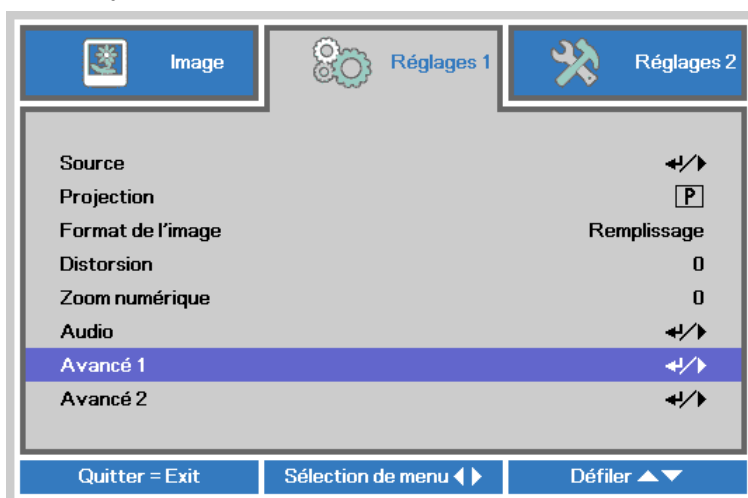 Image
Réglages 1
Réglages 2
Source ↵/▶
Projection P
Format de l'image Remplissage
Distorsion 0
Zoom numérique 0
Audio ↵/▶
Avancé 1 ↵/▶
Avancé 2 ↵/▶
Quitter = Exit
Sélection de menu ◀ ▶
Défiler ▲▼